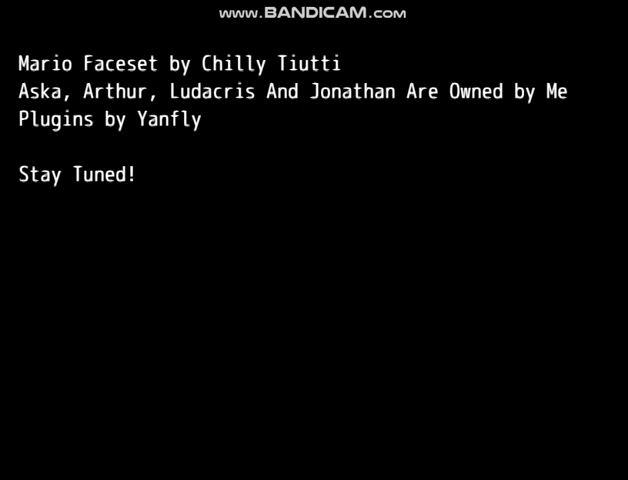 www.BANDICAM.com
Mario Faceset by Chilly Tiutti
Aska, Arthur, Ludacris And Jonathan Are Owned by Me
Plugins by Yanfly
Stay Tuned!